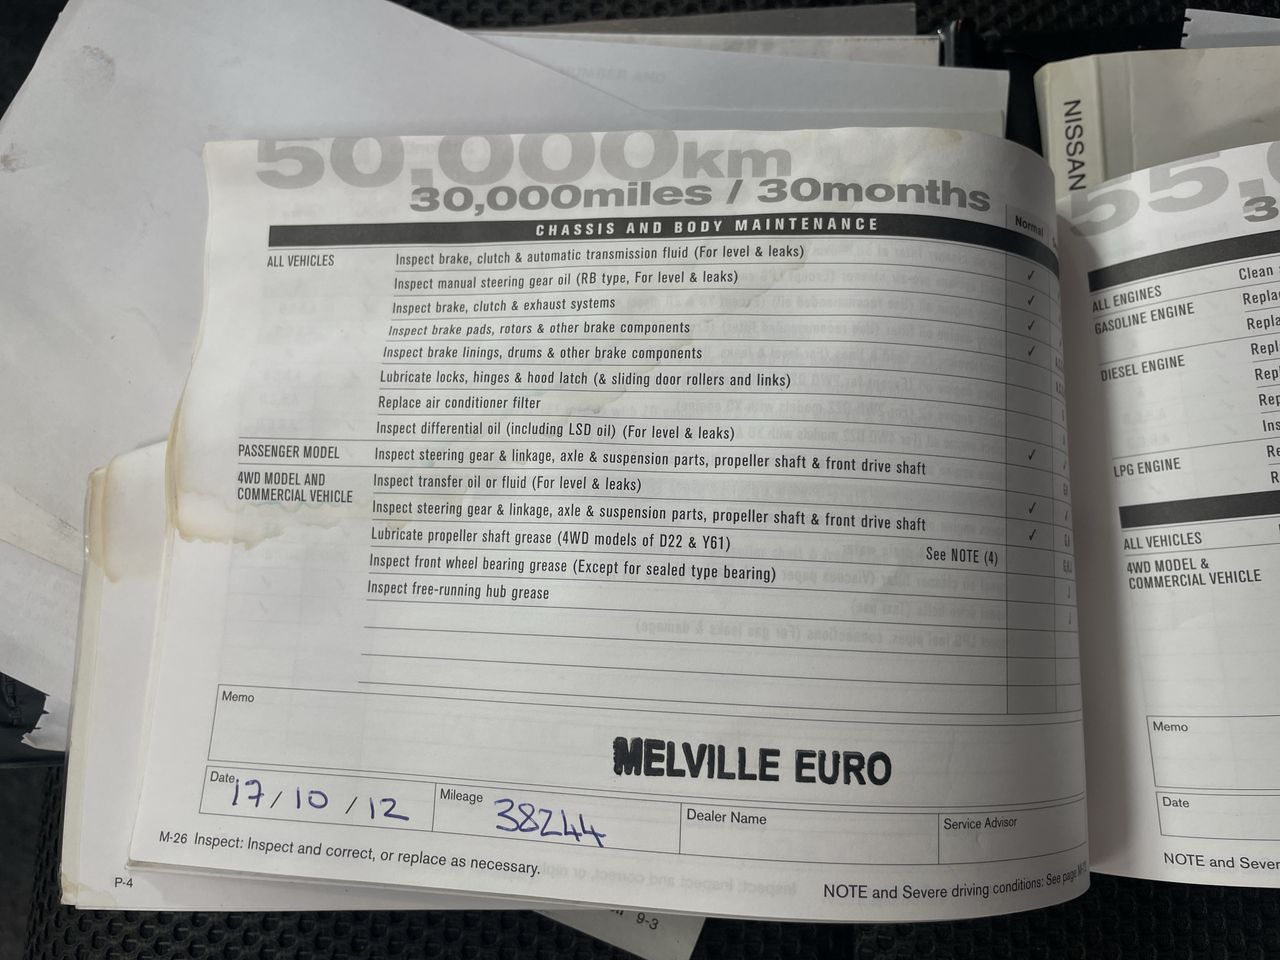 50,000km
30,000miles / 30months
CHASSIS AND BODY MAINTENANCE
Normal
ALL VEHICLES
Inspect brake, clutch & automatic transmission fluid (For level & leaks)
Inspect manual steering gear oil (RB type, For level & leaks)
Inspect brake, clutch & exhaust systems
Inspect brake pads, rotors & other brake components
Inspect brake linings, drums & other brake components
Lubricate locks, hinges & hood latch (& sliding door rollers and links)
Replace air conditioner filter
Inspect differential oil (including LSD oil) (For level & leaks)
PASSENGER MODEL
Inspect steering gear & linkage, axle & suspension parts, propeller shaft & front drive shaft
4WD MODEL AND
COMMERCIAL VEHICLE
Inspect transfer oil or fluid (For level & leaks)
Inspect steering gear & linkage, axle & suspension parts, propeller shaft & front drive shaft
Lubricate propeller shaft grease (4WD models of D22 & Y61)
See NOTE (4)
Inspect front wheel bearing grease (Except for sealed type bearing)
Inspect free-running hub grease
Memo
MELVILLE EURO
Date
17/10/12
Mileage
38244
Dealer Name
Service Advisor
M-26 Inspect: Inspect and correct, or replace as necessary.
NOTE and Severe driving conditions: See page
P-4
9-3
NISSAN
55,
3
ALL ENGINES
Clean
GASOLINE ENGINE
DIESEL ENGINE
LPG ENGINE
ALL VEHICLES
4WD MODEL &
COMMERCIAL VEHICLE
Memo
Date
NOTE and